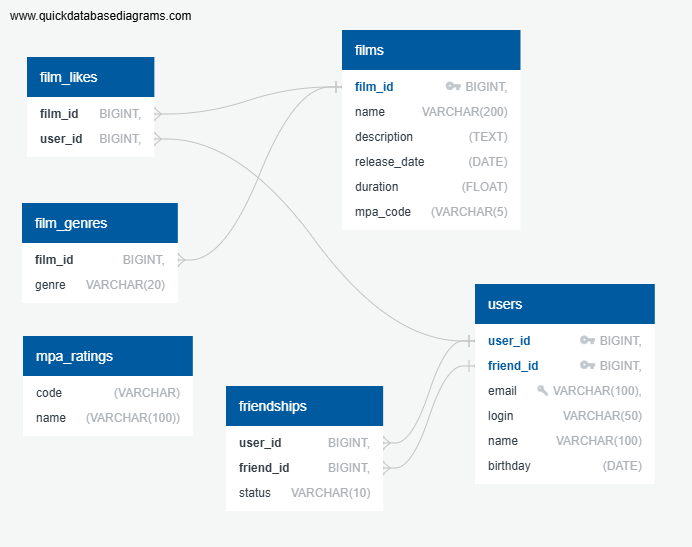 www.quickdatabasediagrams.com
film_likes
film_id BIGINT,
user_id BIGINT,
films
film_id BIGINT,
name VARCHAR(200)
description (TEXT)
release_date (DATE)
duration (FLOAT)
mpa_code (VARCHAR(5)
film_genres
film_id BIGINT,
genre VARCHAR(20)
mpa_ratings
code (VARCHAR)
name (VARCHAR(100))
friendships
user_id BIGINT,
friend_id BIGINT,
status VARCHAR(10)
users
user_id BIGINT,
friend_id BIGINT,
email VARCHAR(100),
login VARCHAR(50)
name VARCHAR(100)
birthday (DATE)